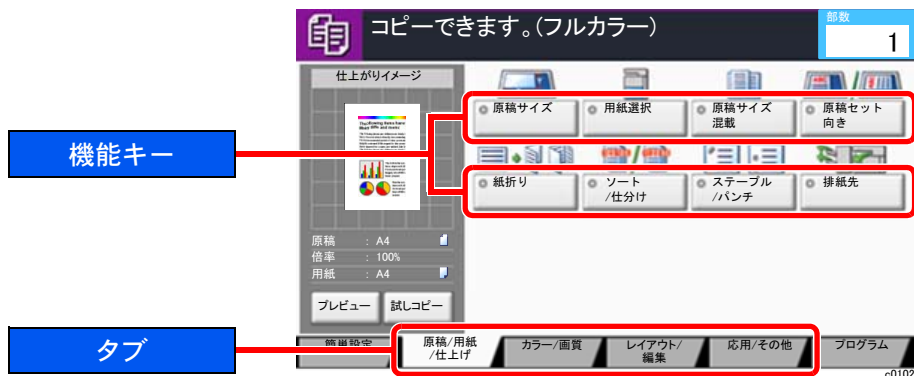 コピーできます。(フルカラー)
部数
1
仕上がりイメージ
原稿サイズ
用紙選択
原稿サイズ
混載
原稿セット
向き
機能キー
紙折り
ソート
/仕分け
ステープル
/パンチ
排紙先
原稿 : A4
倍率 : 100%
用紙 : A4
プレビュー
試しコピー
タブ
簡単設定
原稿/用紙
/仕上げ
カラー/画質
レイアウト/
編集
応用/その他
プログラム
c0102